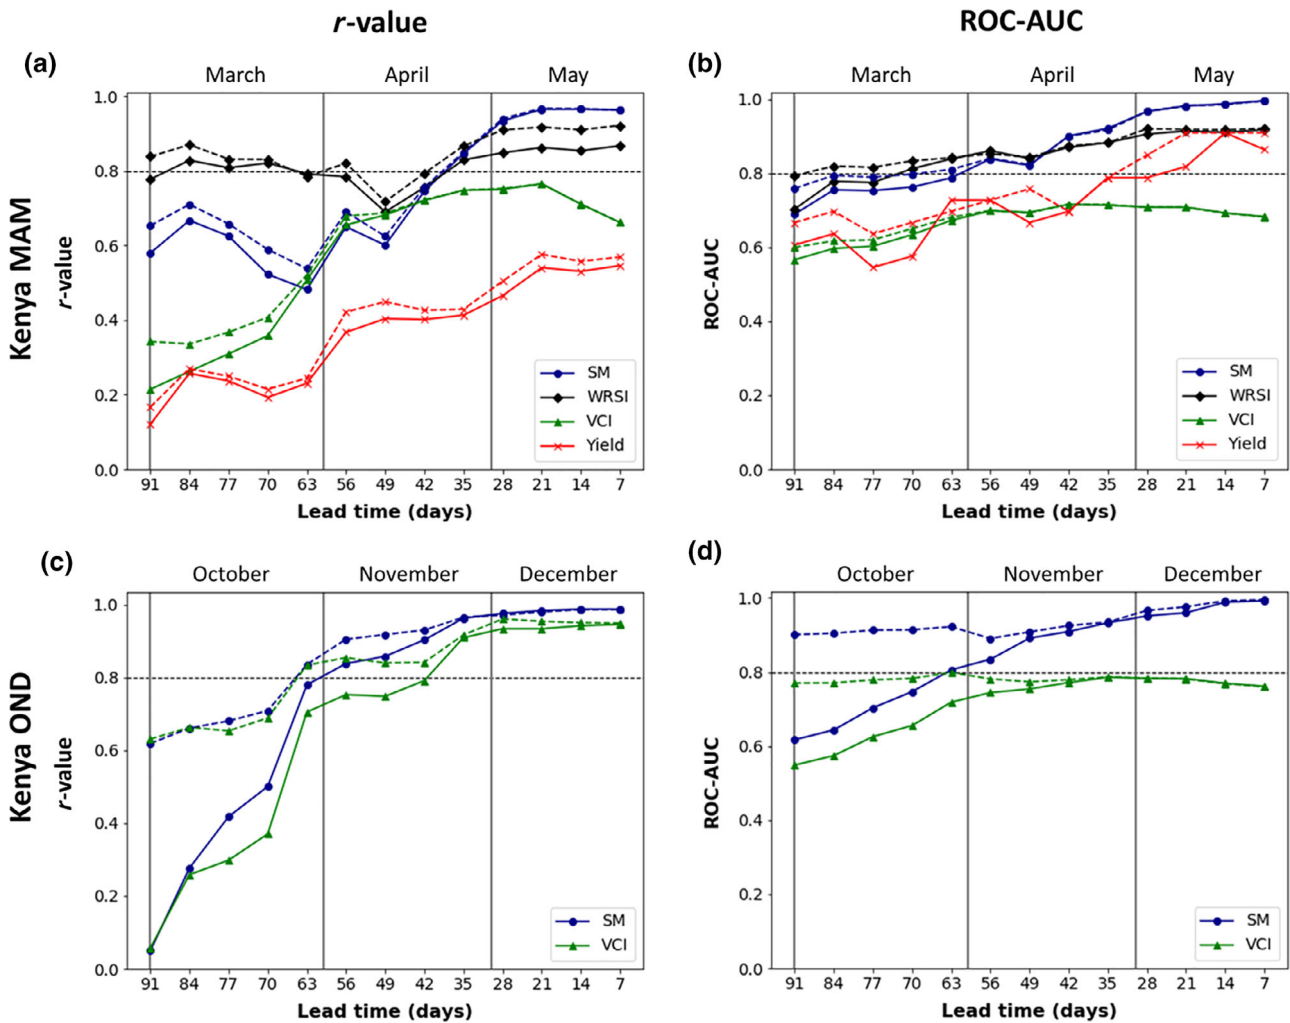 r-value
ROC-AUC
(a)
March April May
1.0
0.8
0.6
0.4
0.2
0.0
r-value
Kenya MAM
SM
WRSI
VCI
Yield
91 84 77 70 63 56 49 42 35 28 21 14 7
Lead time (days)
(b)
March April May
1.0
0.8
0.6
0.4
0.2
0.0
ROC-AUC
SM
WRSI
VCI
Yield
91 84 77 70 63 56 49 42 35 28 21 14 7
Lead time (days)
(c)
October November December
1.0
0.8
0.6
0.4
0.2
0.0
r-value
Kenya OND
SM
VCI
91 84 77 70 63 56 49 42 35 28 21 14 7
Lead time (days)
(d)
October November December
1.0
0.8
0.6
0.4
0.2
0.0
ROC-AUC
SM
VCI
91 84 77 70 63 56 49 42 35 28 21 14 7
Lead time (days)